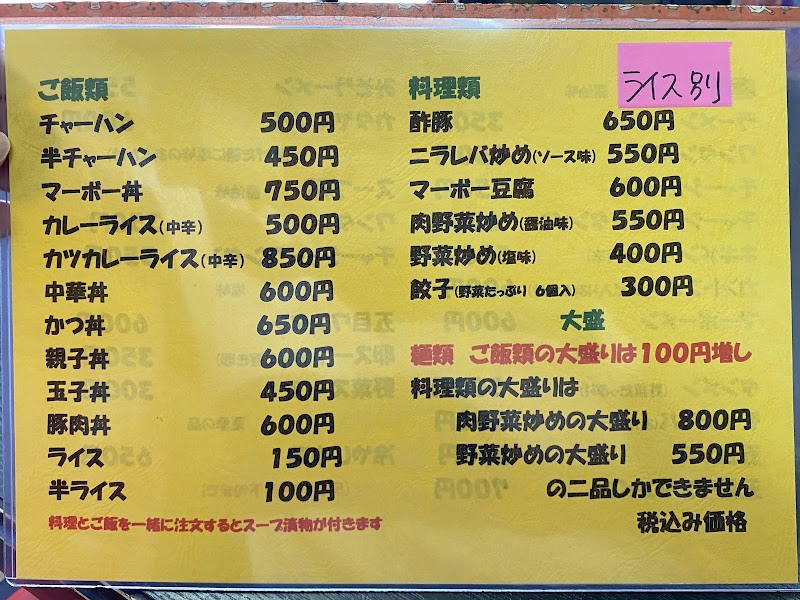 ご飯類
チャーハン 500円
半チャーハン 450円
マーボー丼 750円
カレーライス(中辛) 500円
カツカレーライス(中辛) 850円
中華丼 600円
かつ丼 650円
親子丼 600円
玉子丼 450円
豚肉丼 600円
ライス 150円
半ライス 100円
料理とご飯を一緒に注文するとスープ漬物が付きます
料理類
ライス別
酢豚 650円
ニラレバ炒め(ソース味) 550円
マーボー豆腐 600円
肉野菜炒め(醤油味) 550円
野菜炒め(塩味) 400円
餃子(野菜たっぷり 6個入) 300円
大盛
麺類 ご飯類の大盛りは100円増し
料理類の大盛りは
肉野菜炒めの大盛り 800円
野菜炒めの大盛り 550円
の二品しかできません
税込み価格